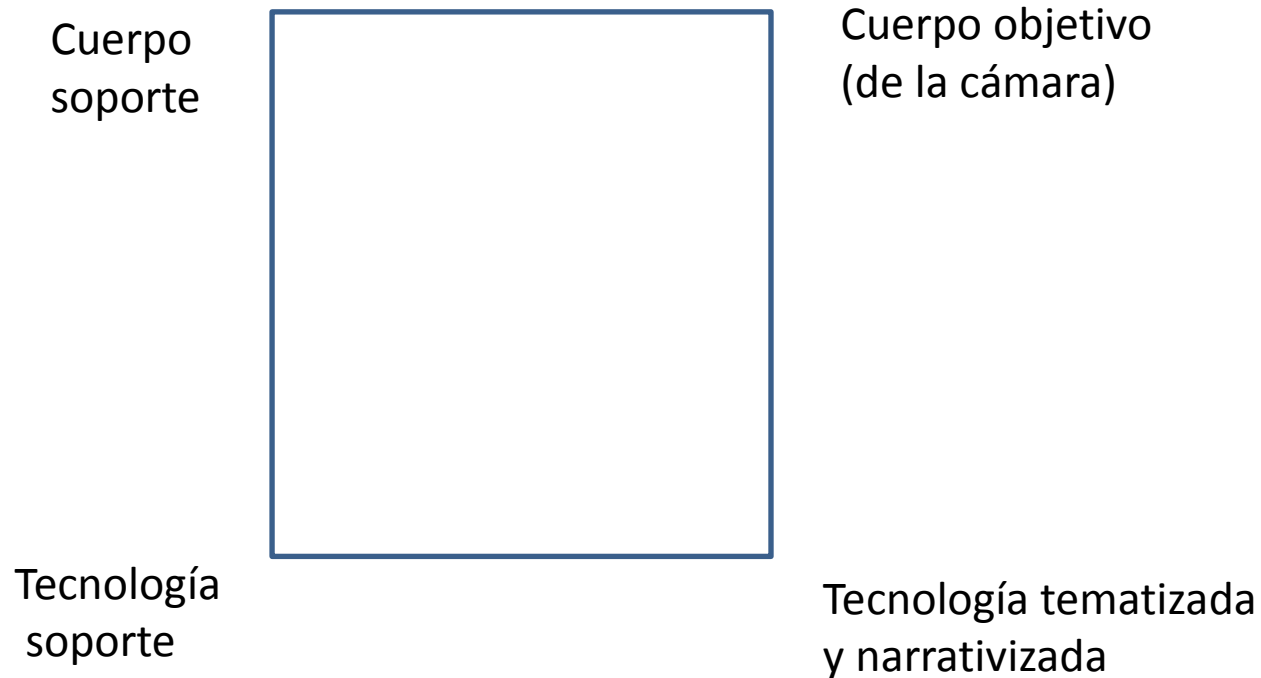 Cuerpo
soporte
Cuerpo objetivo
(de la cámara)
Tecnología
soporte
Tecnología tematizada
y narrativizada